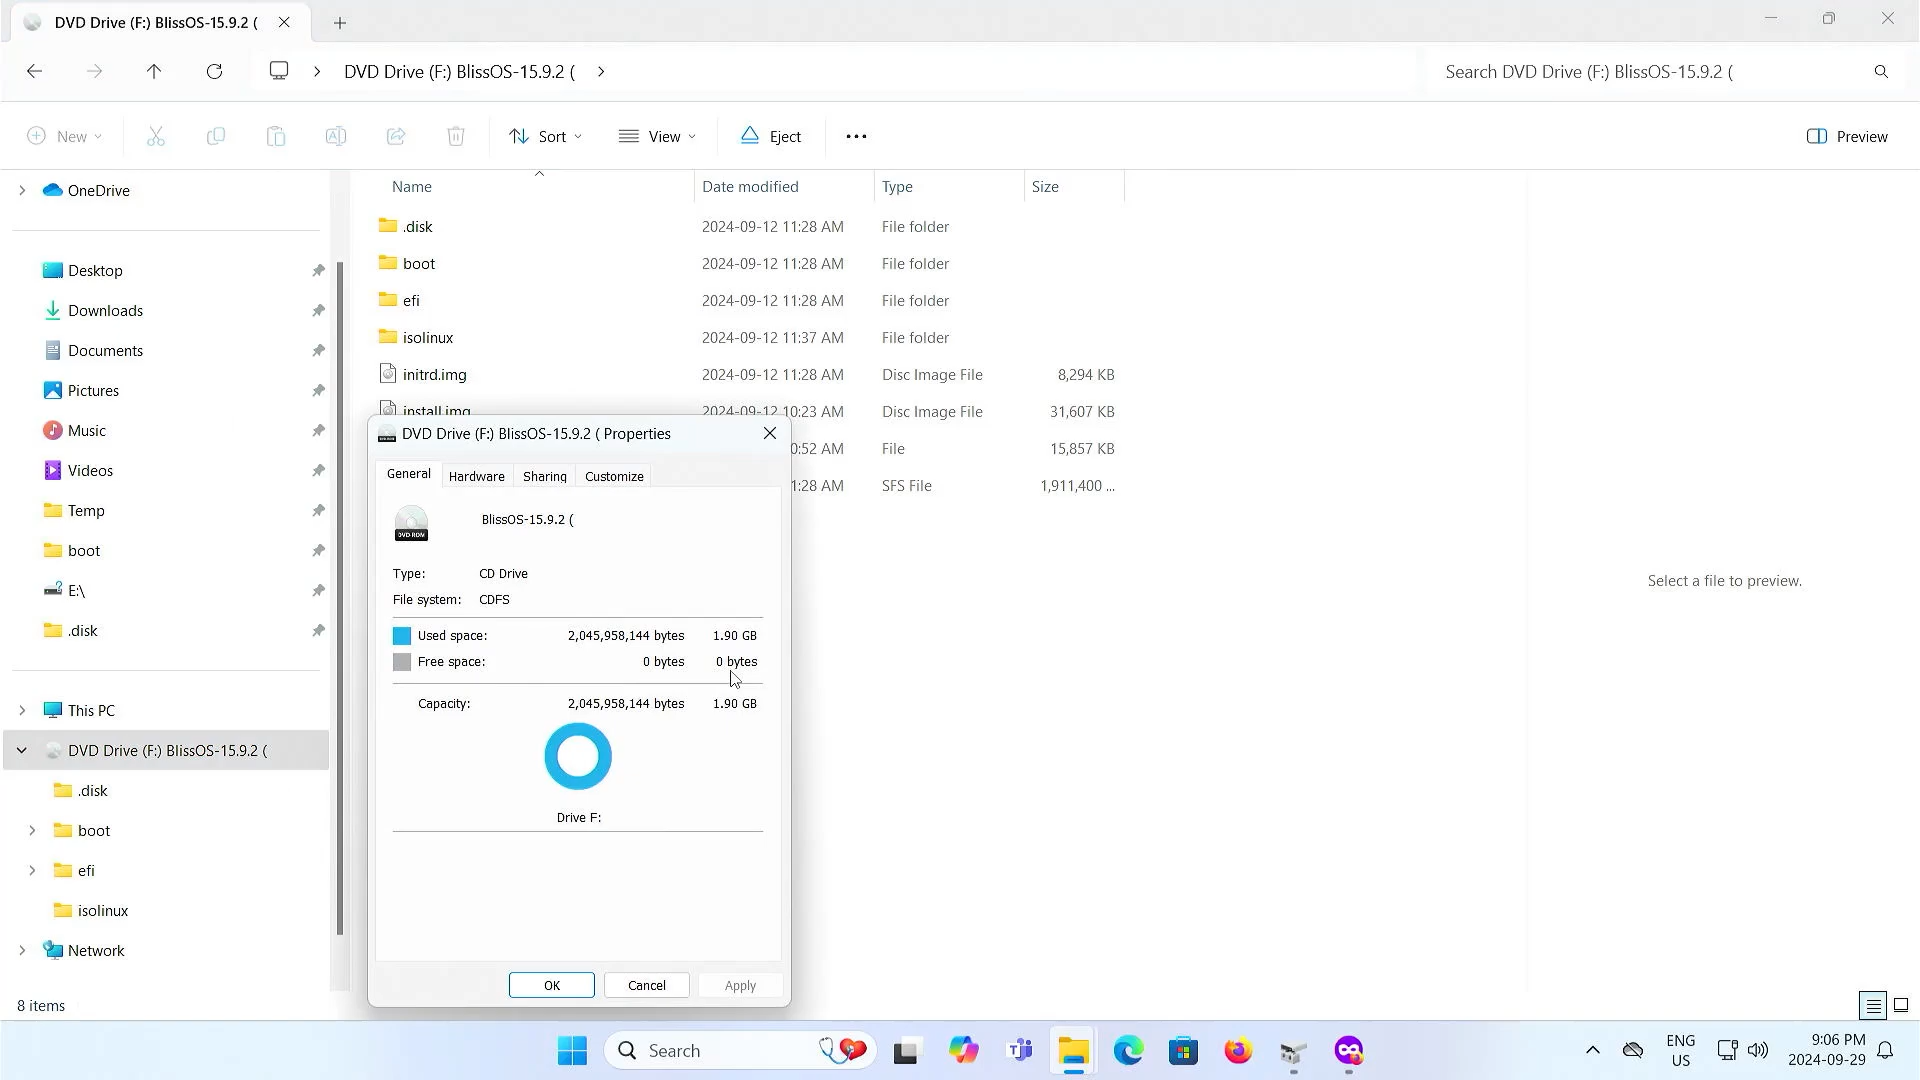 DVD Drive (F:) BlissOS-15.9.2 (
DVD Drive (F:) BlissOS-15.9.2 (
Search DVD Drive (F:) BlissOS-15.9.2 (
New
Sort
View
Eject
Preview
OneDrive
Desktop
Downloads
Documents
Pictures
Music
Videos
Temp
boot
E:\
.disk
This PC
DVD Drive (F:) BlissOS-15.9.2 (
.disk
boot
efi
isolinux
Network
8 items
Name Date modified Type Size
.disk 2024-09-12 11:28 AM File folder
boot 2024-09-12 11:28 AM File folder
efi 2024-09-12 11:28 AM File folder
isolinux 2024-09-12 11:37 AM File folder
initrd.img 2024-09-12 11:28 AM Disc Image File 8,294 KB
install.img 2024-09-12 10:23 AM Disc Image File 31,607 KB
0:52 AM File 15,857 KB
1:28 AM SFS File 1,911,400 ...
Select a file to preview.
DVD Drive (F:) BlissOS-15.9.2 ( Properties
General Hardware Sharing Customize
DVD ROM
BlissOS-15.9.2 (
Type: CD Drive
File system: CDFS
Used space: 2,045,958,144 bytes 1.90 GB
Free space: 0 bytes 0 bytes
Capacity: 2,045,958,144 bytes 1.90 GB
Drive F:
OK Cancel Apply
Search
ENG
US
9:06 PM
2024-09-29